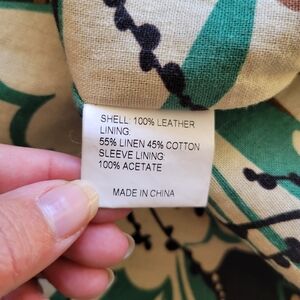 SHELL: 100% LEATHER
LINING:
55% LINEN 45% COTTON
SLEEVE LINING:
100% ACETATE
MADE IN CHINA